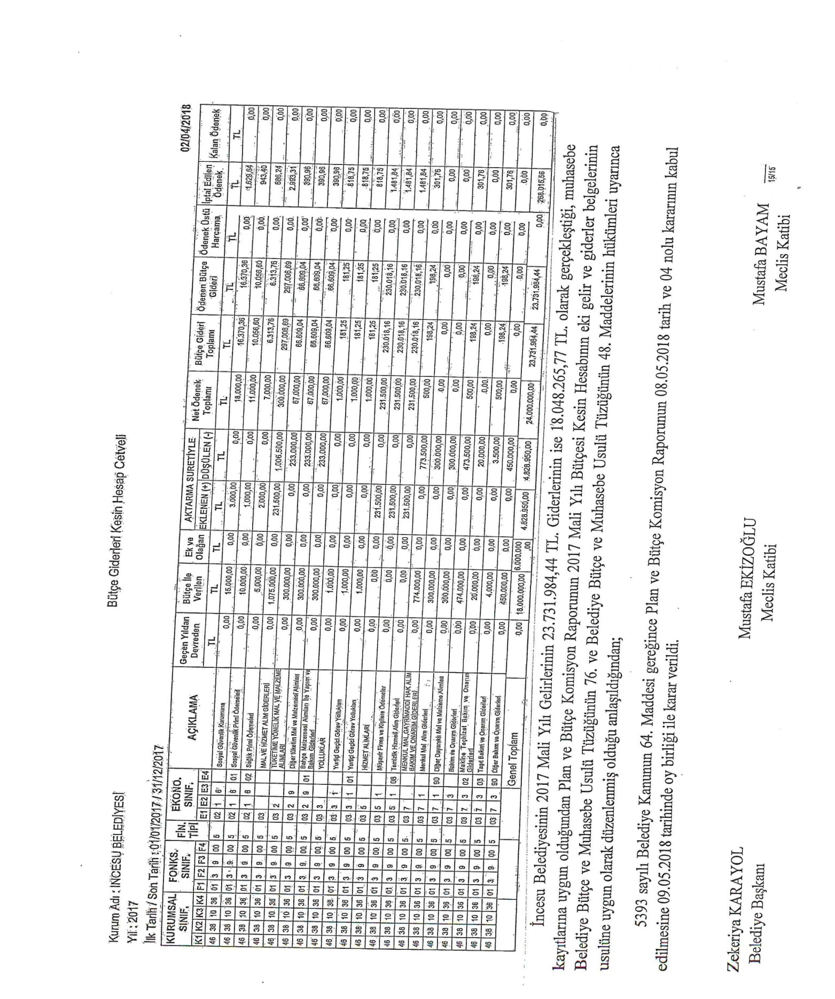 Bütçe Giderleri Kesin Hesap Cetveli
Kurum Adı : İNCESU BELEDİYESİ
Yıl : 2017
İlk Tarih / Son Tarih : 01/01/2017 / 31/12/2017 02/04/2018
KURUMSAL SINIF. FONKS. SINIF. FİN. TİPİ EKONO. SINIF. AÇIKLAMA Geçen Yıldan Devreden Bütçe İle Verilen Ek ve Olağan AKTARMA SURETİYLE Net Ödenek Toplamı Bütçe Gideri Toplamı Ödenen Bütçe Gideri Ödenek Üstü Harcama İptal Edilen Ödenek Kalan Ödenek
K1 K2 K3 K4 F1 F2 F3 F4 E1 E2 E3 E4 EKLENEN (+) DÜŞÜLEN (-)
TL TL TL TL TL TL TL TL TL TL TL
46 38 10 36 01 3 9 00 5 02 1 6 Sosyal Güvenlik Kurumuna 0,00 15.000,00 0,00 3.000,00 0,00 18.000,00 16.370,36 16.370,36 0,00 1.629,64 0,00
46 38 10 36 01 3 9 00 5 02 1 6 01 Sosyal Güvenlik Primi Ödemeleri 0,00 10.000,00 0,00 1.000,00 0,00 11.000,00 10.056,60 10.056,60 0,00 943,40 0,00
46 38 10 36 01 3 9 00 5 02 1 6 02 Sağlık Primi Ödemeleri 0,00 5.000,00 0,00 2.000,00 0,00 7.000,00 6.313,76 6.313,76 0,00 686,24 0,00
46 38 10 36 01 3 9 00 5 03 MAL VE HİZMET ALIM GİDERLERİ 0,00 1.075.000,00 0,00 231.500,00 1.006.500,00 300.000,00 297.006,69 297.006,69 0,00 2.993,31 0,00
46 38 10 36 01 3 9 00 5 03 2 TÜKETİME YÖNELİK MAL VE MALZEME ALIMLARI 0,00 300.000,00 0,00 0,00 233.000,00 67.000,00 66.609,04 66.609,04 0,00 390,96 0,00
46 38 10 36 01 3 9 00 5 03 2 9 Diğer tüketim Mal ve Malzemesi Alımları 0,00 300.000,00 0,00 0,00 233.000,00 67.000,00 66.609,04 66.609,04 0,00 390,96 0,00
46 38 10 36 01 3 9 00 5 03 2 9 01 Bahçe Malzemesi Alımları İle Yapım ve Bakım Giderleri 0,00 300.000,00 0,00 0,00 233.000,00 67.000,00 66.609,04 66.609,04 0,00 390,96 0,00
46 38 10 36 01 3 9 00 5 03 3 YOLLUKLAR 0,00 1.000,00 0,00 0,00 0,00 1.000,00 181,25 181,25 0,00 818,75 0,00
46 38 10 36 01 3 9 00 5 03 3 1 Yurtiçi Geçici Görev Yollukları 0,00 1.000,00 0,00 0,00 0,00 1.000,00 181,25 181,25 0,00 818,75 0,00
46 38 10 36 01 3 9 00 5 03 3 1 01 Yurtiçi Geçici Görev Yollukları 0,00 1.000,00 0,00 0,00 0,00 1.000,00 181,25 181,25 0,00 818,75 0,00
46 38 10 36 01 3 9 00 5 03 5 HİZMET ALIMLARI 0,00 0,00 0,00 231.500,00 0,00 231.500,00 230.018,16 230.018,16 0,00 1.481,84 0,00
46 38 10 36 01 3 9 00 5 03 5 1 Müşavir Firma ve Kişilere Ödemeler 0,00 0,00 0,00 231.500,00 0,00 231.500,00 230.018,16 230.018,16 0,00 1.481,84 0,00
46 38 10 36 01 3 9 00 5 03 5 1 08 Temizlik Hizmeti Alım Giderleri 0,00 0,00 0,00 231.500,00 0,00 231.500,00 230.018,16 230.018,16 0,00 1.481,84 0,00
46 38 10 36 01 3 9 00 5 03 7 MENKUL MAL,GAYRİMADDİ HAK ALIM BAKIM VE ONARIM GİDERLERİ 0,00 774.000,00 0,00 0,00 773.500,00 500,00 198,24 198,24 0,00 301,76 0,00
46 38 10 36 01 3 9 00 5 03 7 1 Menkul Mal Alım Giderleri 0,00 300.000,00 0,00 0,00 300.000,00 0,00 0,00 0,00 0,00 0,00 0,00
46 38 10 36 01 3 9 00 5 03 7 1 90 Diğer Dayanıklı Mal ve Malzeme Alımları 0,00 300.000,00 0,00 0,00 300.000,00 0,00 0,00 0,00 0,00 0,00 0,00
46 38 10 36 01 3 9 00 5 03 7 3 Bakım ve Onarım Giderleri 0,00 474.000,00 0,00 0,00 473.500,00 500,00 198,24 198,24 0,00 301,76 0,00
46 38 10 36 01 3 9 00 5 03 7 3 02 Makine Teçhizat Bakım ve Onarım Giderleri 0,00 20.000,00 0,00 0,00 20.000,00 0,00 0,00 0,00 0,00 0,00 0,00
46 38 10 36 01 3 9 00 5 03 7 3 03 Taşıt Bakım ve Onarım Giderleri 0,00 4.000,00 0,00 0,00 3.500,00 500,00 198,24 198,24 0,00 301,76 0,00
46 38 10 36 01 3 9 00 5 03 7 3 90 Diğer Bakım ve Onarım Giderleri 0,00 450.000,00 0,00 0,00 450.000,00 0,00 0,00 0,00 0,00 0,00 0,00
Genel Toplam 0,00 18.000.000,00 6.000.000,00 4.828.950,00 4.828.950,00 24.000.000,00 23.731.984,44 23.731.984,44 0,00 268.015,56 0,00
İncesu Belediyesinin 2017 Mali Yılı Gelirlerinin 23.731.984,44 TL. Giderlerinin ise 18.048.265,77 TL. olarak gerçekleştiği, muhasebe
kayıtlarına uygun olduğundan Plan ve Bütçe Komisyon Raporunun 2017 Mali Yılı Bütçesi Kesin Hesabının eki gelir ve giderler belgelerinin
Belediye Bütçe ve Muhasebe Usulü Tüzüğünün 76. ve Belediye Bütçe ve Muhasebe Usulü Tüzüğünün 48. Maddelerinin hükümleri uyarınca
usulüne uygun olarak düzenlenmiş olduğu anlaşıldığından;
5393 sayılı Belediye Kanunun 64. Maddesi gereğince Plan ve Bütçe Komisyon Raporunun 08.05.2018 tarih ve 04 nolu kararının kabul
edilmesine 09.05.2018 tarihinde oy birliği ile karar verildi.
Zekeriya KARAYOL Mustafa EKİZOĞLU Mustafa BAYAM
Belediye Başkanı Meclis Katibi Meclis Katibi
15/15